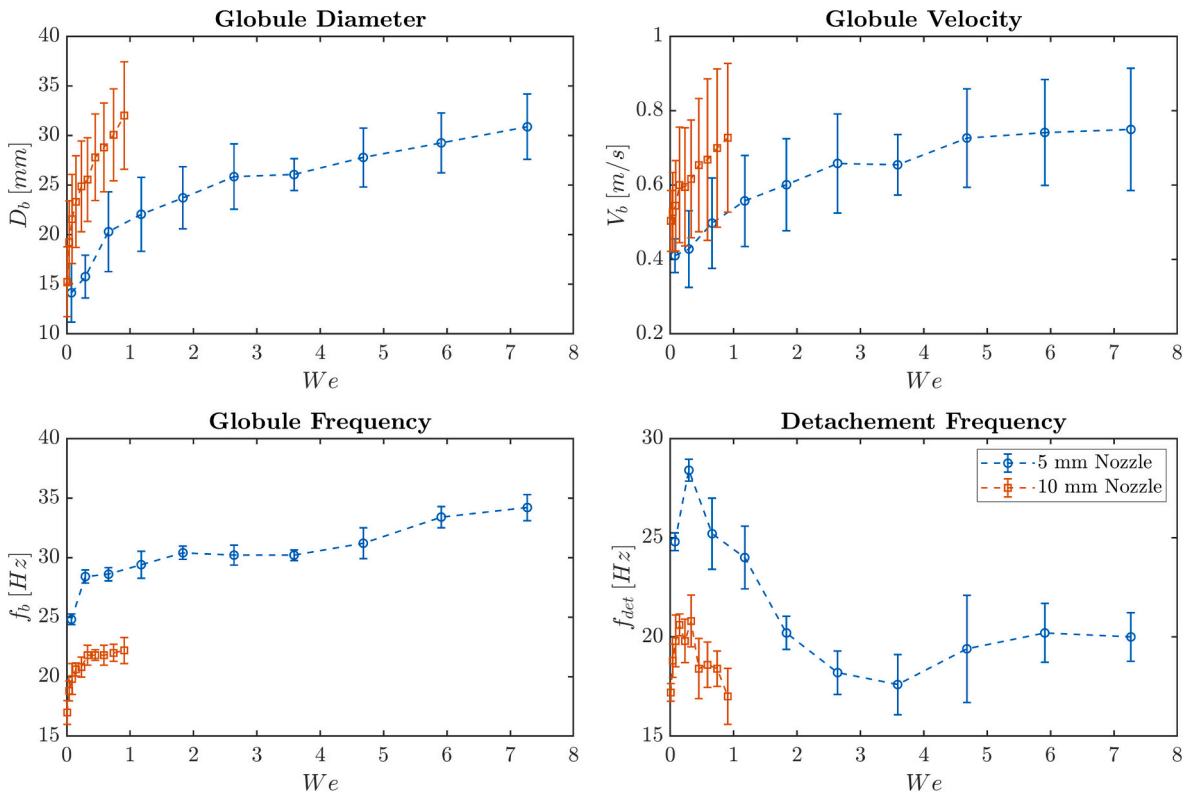 Globule Diameter
40
35
30
25
20
15
10
D_b [mm]
0 1 2 3 4 5 6 7 8
We
Globule Velocity
1
0.8
0.6
0.4
0.2
V_b [m/s]
0 1 2 3 4 5 6 7 8
We
Globule Frequency
40
35
30
25
20
15
f_b [Hz]
0 1 2 3 4 5 6 7 8
We
Detachement Frequency
30
25
20
15
f_det [Hz]
5 mm Nozzle
10 mm Nozzle
0 1 2 3 4 5 6 7 8
We